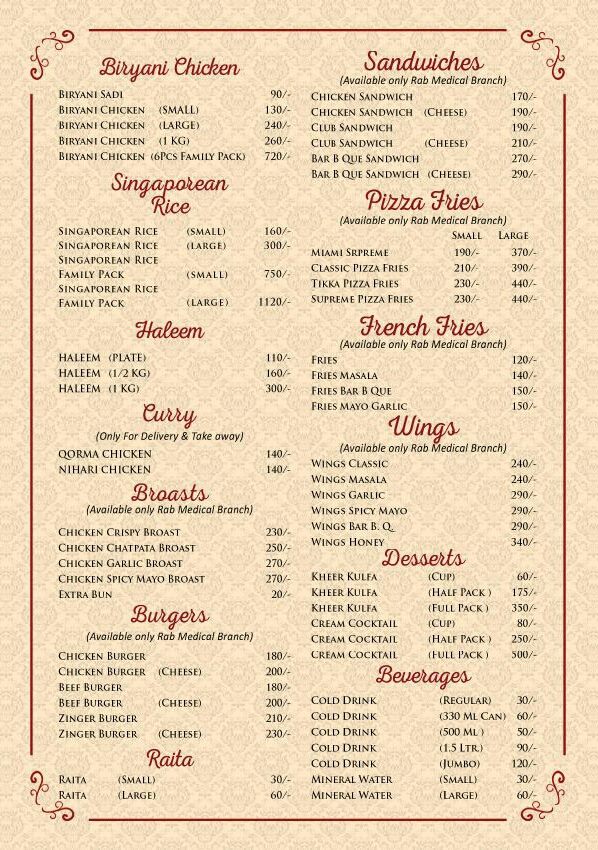 Biryani Chicken
Biryani Sadi 90/-
Biryani Chicken (Small) 130/-
Biryani Chicken (Large) 240/-
Biryani Chicken (1 KG) 260/-
Biryani Chicken (6Pcs Family Pack) 720/-
Singaporean
Rice
Singaporean Rice (Small) 160/-
Singaporean Rice (Large) 300/-
Singaporean Rice
Family Pack (Small) 750/-
Singaporean Rice
Family Pack (Large) 1120/-
Haleem
Haleem (Plate) 110/-
Haleem (1/2 KG) 160/-
Haleem (1 KG) 300/-
Curry
(Only For Delivery & Take away)
Qorma Chicken 140/-
Nihari Chicken 140/-
Broasts
(Available only Rab Medical Branch)
Chicken Crispy Broast 230/-
Chicken Chatpata Broast 250/-
Chicken Garlic Broast 270/-
Chicken Spicy Mayo Broast 270/-
Extra Bun 20/-
Burgers
(Available only Rab Medical Branch)
Chicken Burger 180/-
Chicken Burger (Cheese) 200/-
Beef Burger 180/-
Beef Burger (Cheese) 200/-
Zinger Burger 210/-
Zinger Burger (Cheese) 230/-
Raita
Raita (Small) 30/-
Raita (Large) 60/-
Sandwiches
(Available only Rab Medical Branch)
Chicken Sandwich 170/-
Chicken Sandwich (Cheese) 190/-
Club Sandwich 190/-
Club Sandwich (Cheese) 210/-
Bar B Que Sandwich 270/-
Bar B Que Sandwich (Cheese) 290/-
Pizza Fries
(Available only Rab Medical Branch)
Small Large
Miami Srpreme 190/- 370/-
Classic Pizza Fries 210/- 390/-
Tikka Pizza Fries 230/- 440/-
Supreme Pizza Fries 230/- 440/-
French Fries
(Available only Rab Medical Branch)
Fries 120/-
Fries Masala 140/-
Fries Bar B Que 150/-
Fries Mayo Garlic 150/-
Wings
(Available only Rab Medical Branch)
Wings Classic 240/-
Wings Masala 240/-
Wings Garlic 290/-
Wings Spicy Mayo 290/-
Wings Bar B. Q. 290/-
Wings Honey 340/-
Desserts
Kheer Kulfa (Cup) 60/-
Kheer Kulfa (Half Pack ) 175/-
Kheer Kulfa (Full Pack ) 350/-
Cream Cocktail (Cup) 80/-
Cream Cocktail (Half Pack ) 250/-
Cream Cocktail (Full Pack ) 500/-
Beverages
Cold Drink (Regular) 30/-
Cold Drink (330 ML Can) 60/-
Cold Drink (500 ML ) 50/-
Cold Drink (1.5 Ltr.) 90/-
Cold Drink (Jumbo) 120/-
Mineral Water (Small) 30/-
Mineral Water (Large) 60/-